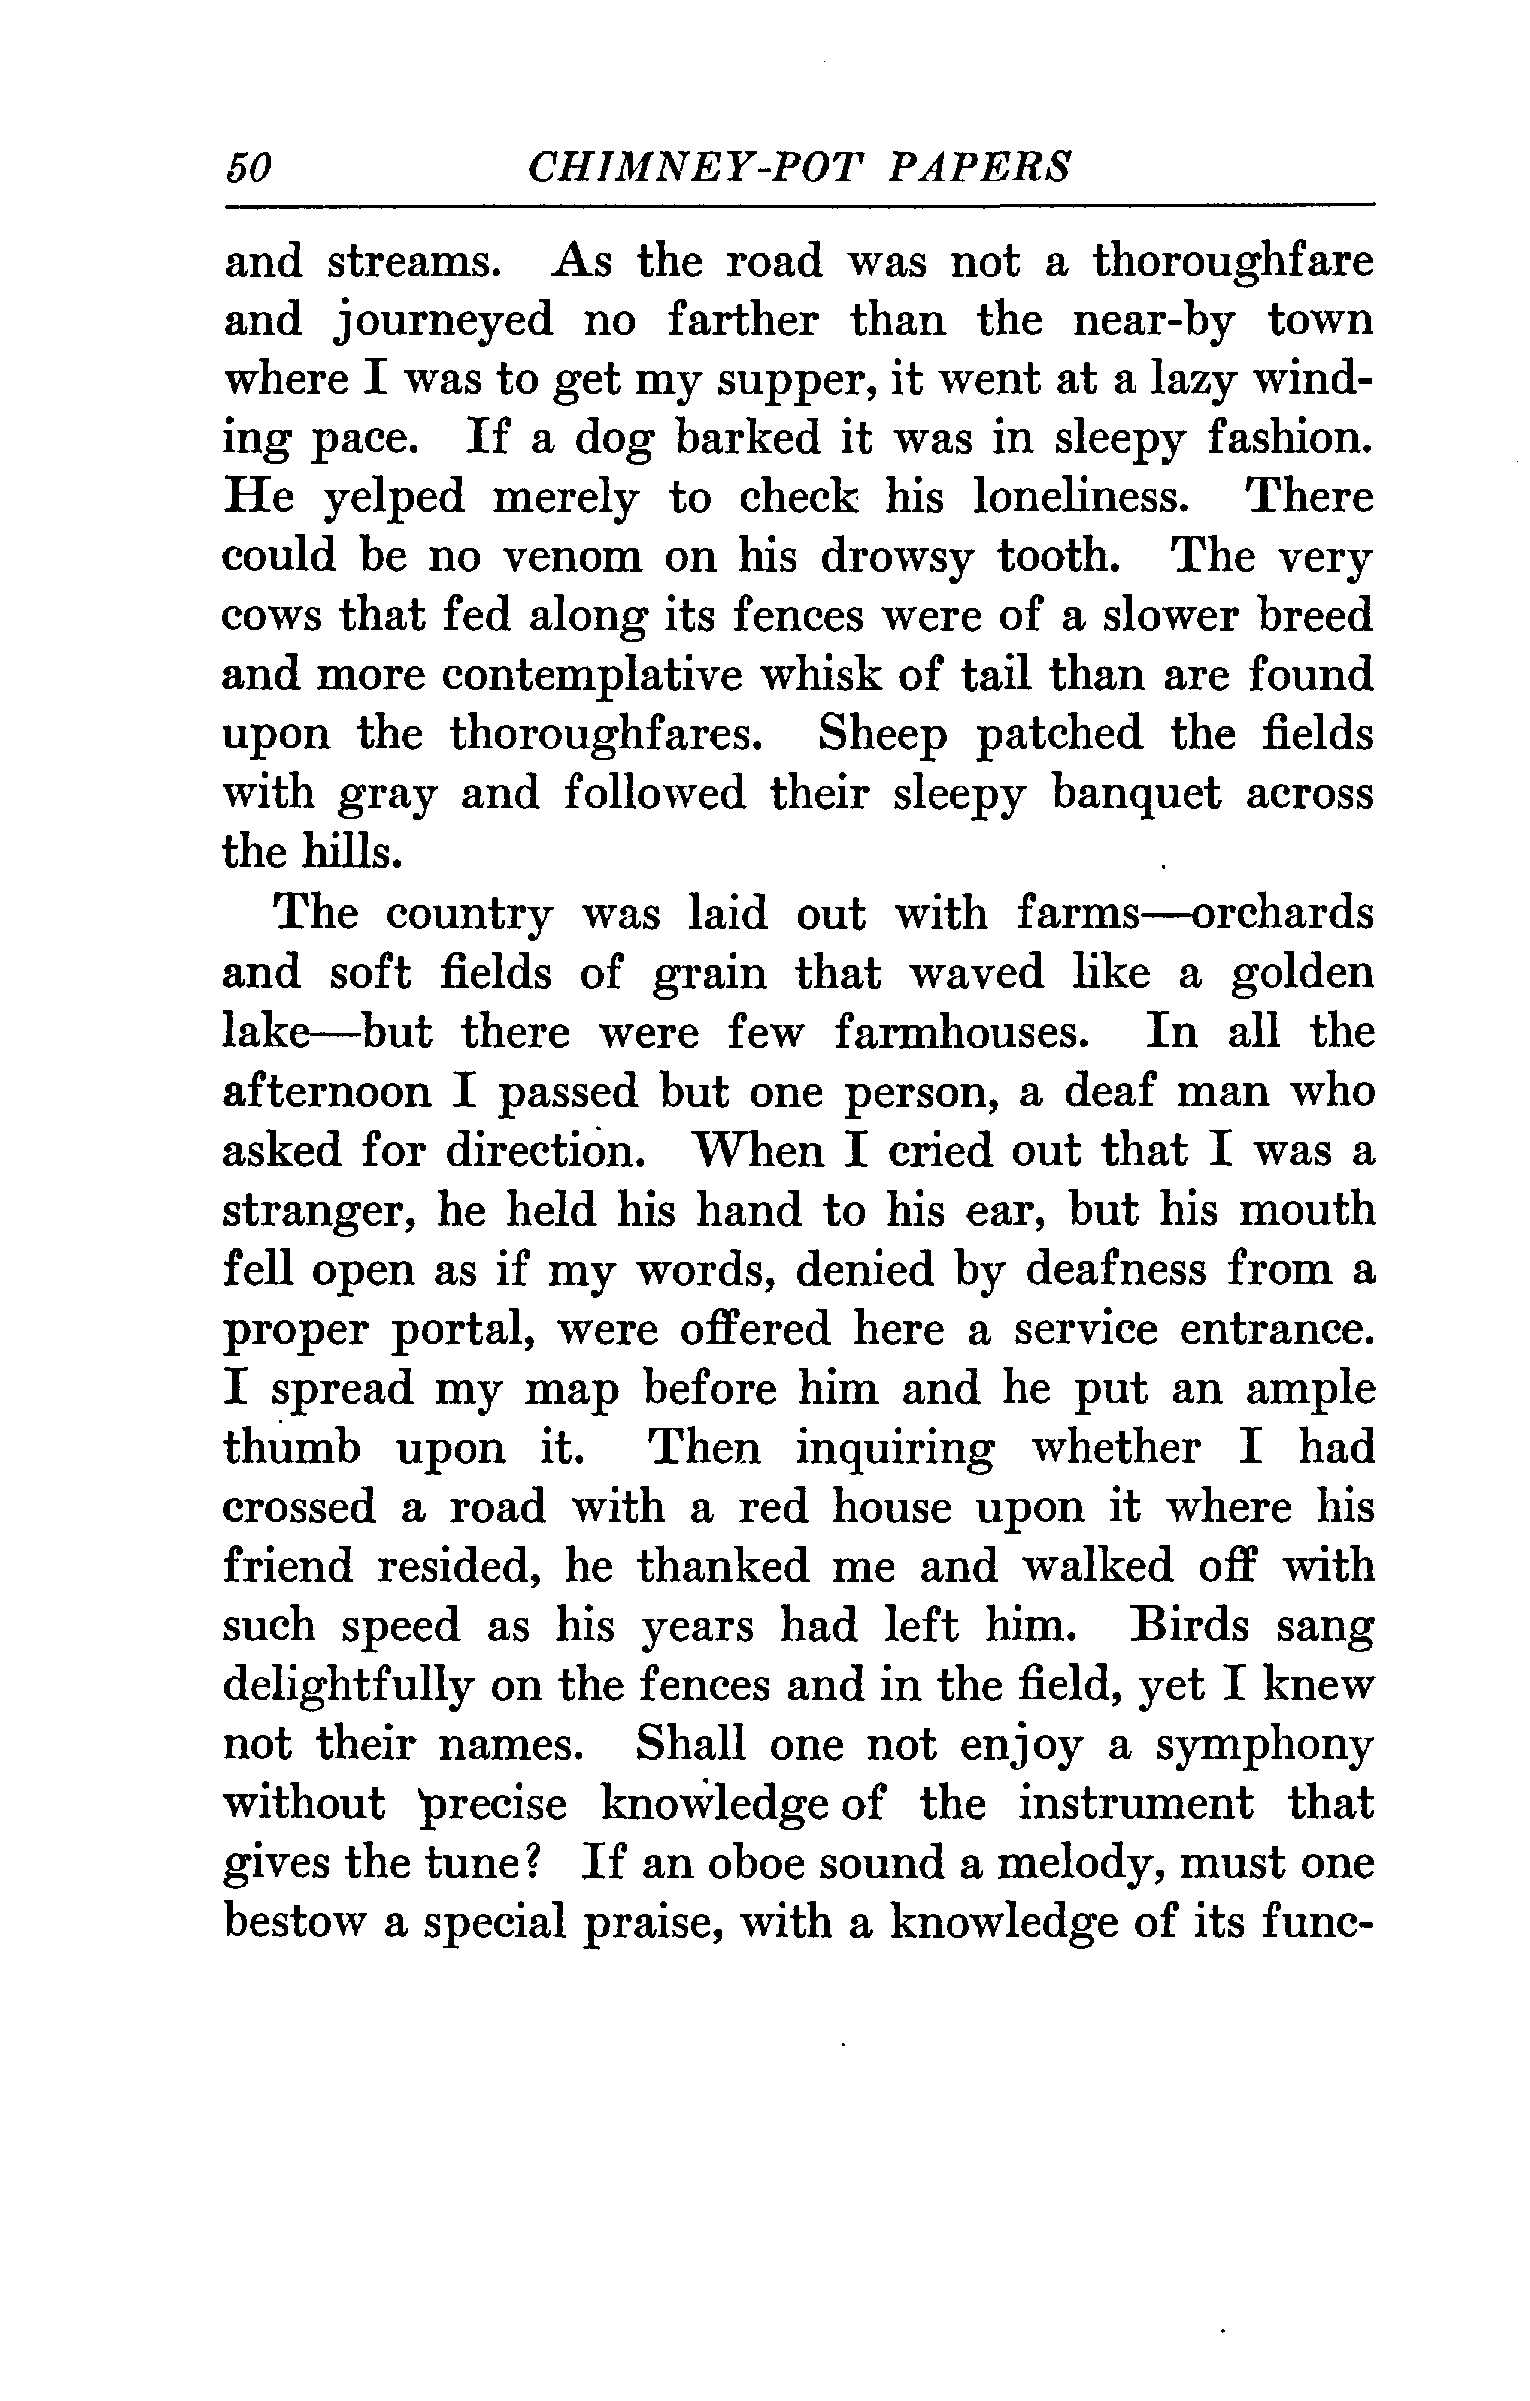 50 CHIMNEY-POT PAPERS
and streams. As the road was not a thoroughfare
and journeyed no farther than the near-by town
where I was to get my supper, it went at a lazy wind-
ing pace. If a dog barked it was in sleepy fashion.
He yelped merely to check his loneliness. There
could be no venom on his drowsy tooth. The very
cows that fed along its fences were of a slower breed
and more contemplative whisk of tail than are found
upon the thoroughfares. Sheep patched the fields
with gray and followed their sleepy banquet across
the hills.
The country was laid out with farms—orchards
and soft fields of grain that waved like a golden
lake—but there were few farmhouses. In all the
afternoon I passed but one person, a deaf man who
asked for direction. When I cried out that I was a
stranger, he held his hand to his ear, but his mouth
fell open as if my words, denied by deafness from a
proper portal, were offered here a service entrance.
I spread my map before him and he put an ample
thumb upon it. Then inquiring whether I had
crossed a road with a red house upon it where his
friend resided, he thanked me and walked off with
such speed as his years had left him. Birds sang
delightfully on the fences and in the field, yet I knew
not their names. Shall one not enjoy a symphony
without precise knowledge of the instrument that
gives the tune? If an oboe sound a melody, must one
bestow a special praise, with a knowledge of its func-